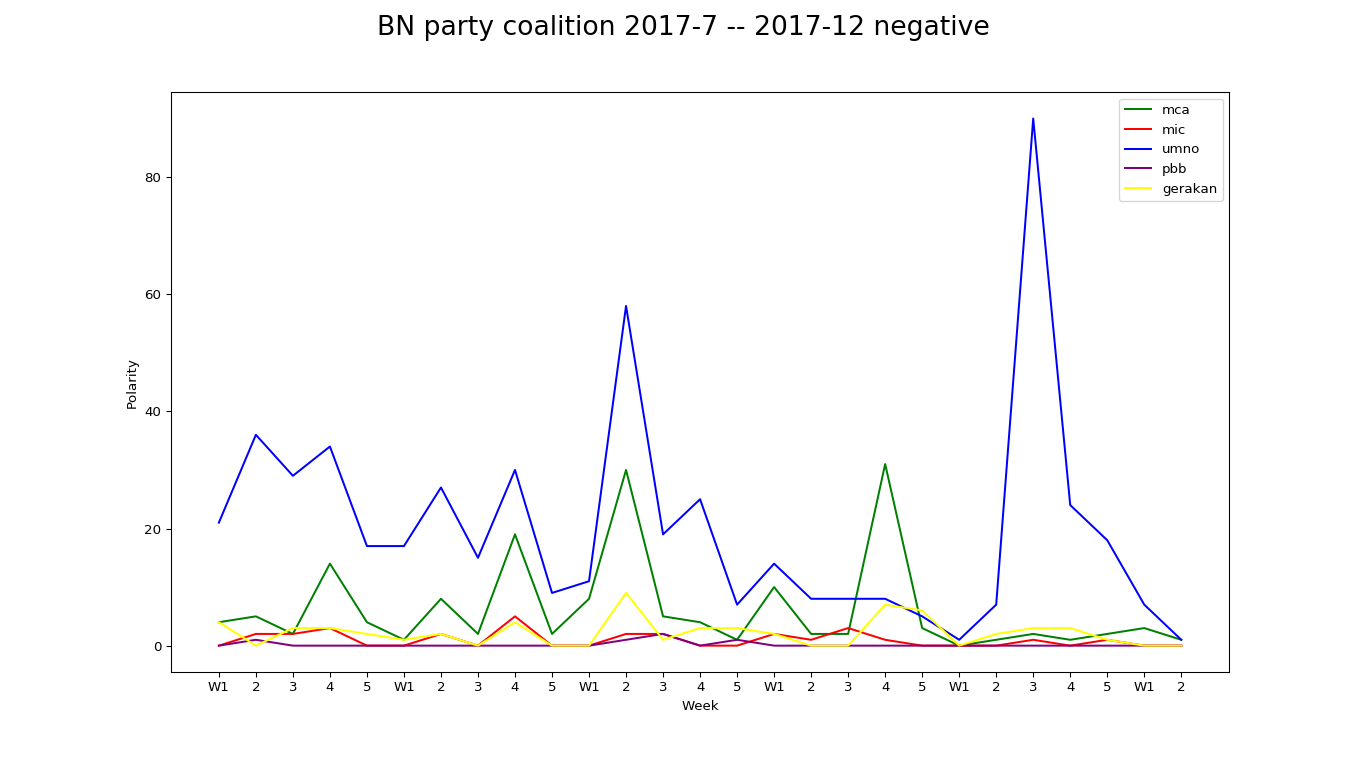 BN party coalition 2017-7 -- 2017-12 negative
mca
mic
umno
pbb
gerakan
80
60
40
20
0
Polarity
W1 2 3 4 5 W1 2 3 4 5 W1 2 3 4 5 W1 2 3 4 5 W1 2 3 4 5 W1 2
Week